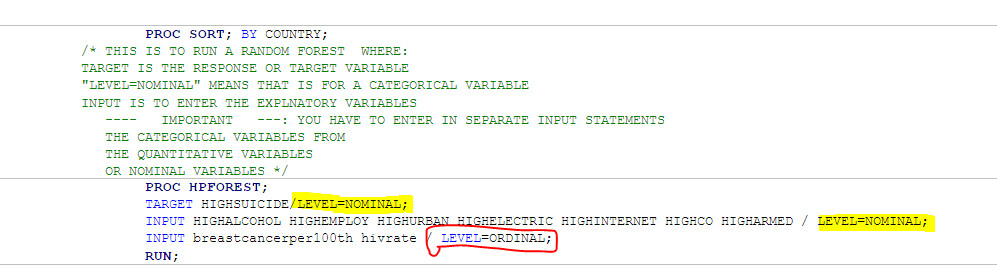 PROC SORT; BY COUNTRY;
/* THIS IS TO RUN A RANDOM FOREST  WHERE:
TARGET IS THE RESPONSE OR TARGET VARIABLE
"LEVEL=NOMINAL" MEANS THAT IS FOR A CATEGORICAL VARIABLE
INPUT IS TO ENTER THE EXPLNATORY VARIABLES
----   IMPORTANT   ---: YOU HAVE TO ENTER IN SEPARATE INPUT STATEMENTS
THE CATEGORICAL VARIABLES FROM
THE QUANTITATIVE VARIABLES
OR NOMINAL VARIABLES */
PROC HPFOREST;
TARGET HIGHSUICIDE/LEVEL=NOMINAL;
INPUT HIGHALCOHOL HIGHEMPLOY HIGHURBAN HIGHELECTRIC HIGHINTERNET HIGHCO HIGHARMED / LEVEL=NOMINAL;
INPUT breastcancerper100th hivrate / LEVEL=ORDINAL;
RUN;